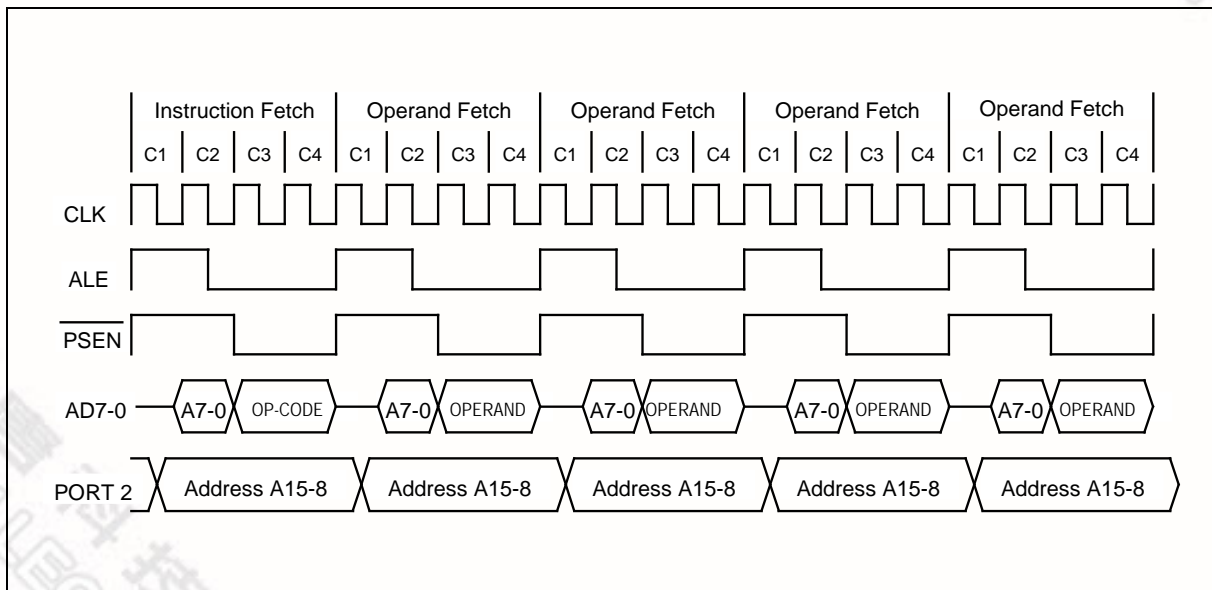 Instruction Fetch Operand Fetch Operand Fetch Operand Fetch Operand Fetch
C1 C2 C3 C4 C1 C2 C3 C4 C1 C2 C3 C4 C1 C2 C3 C4 C1 C2 C3 C4
CLK
ALE
PSEN
AD7-0 A7-0 OP-CODE A7-0 OPERAND A7-0 OPERAND A7-0 OPERAND A7-0 OPERAND
PORT 2 Address A15-8 Address A15-8 Address A15-8 Address A15-8 Address A15-8